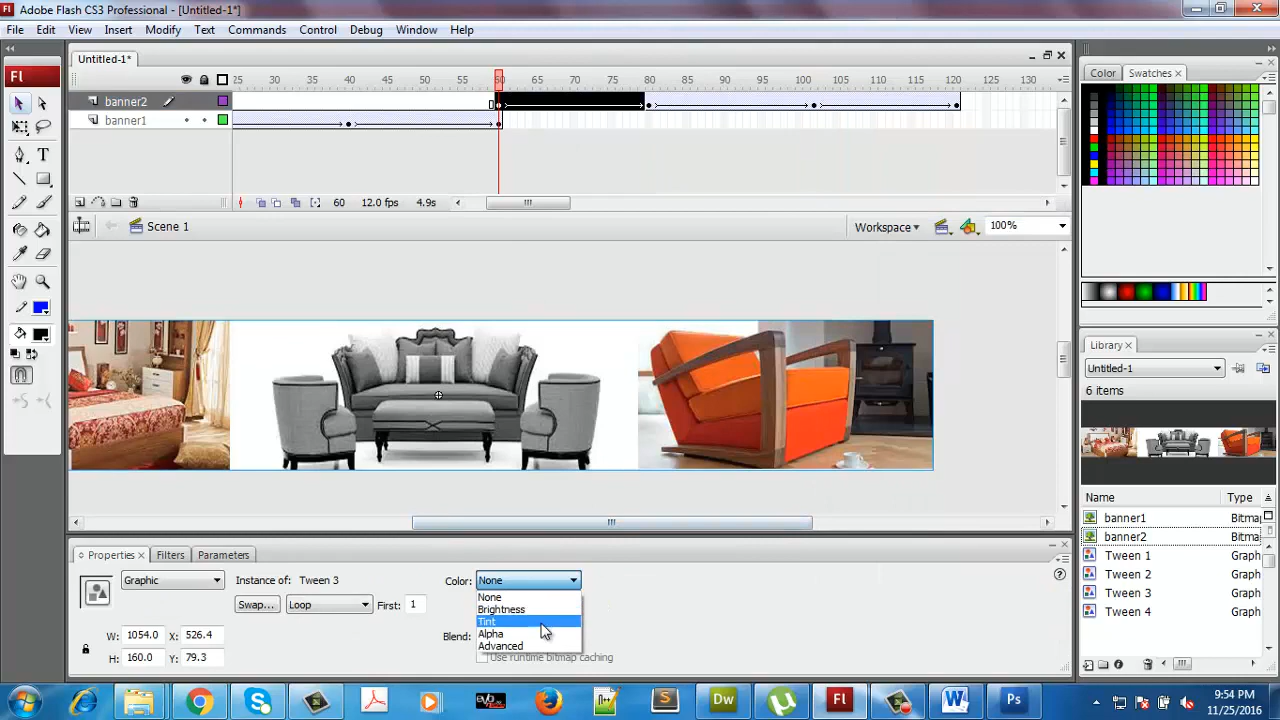 Adobe Flash CS3 Professional - [Untitled-1*]
File Edit View Insert Modify Text Commands Control Debug Window Help
Untitled-1*
Fl
25 30 35 40 45 50 55 60 65 70 75 80 85 90 95 100 105 110 115 120 125 130
banner2
banner1
60 12.0 fps 4.9s
Scene 1
Workspace
100%
Properties Filters Parameters
Graphic
Instance of: Tween 3
Color: None
Swap...
Loop
First: 1
None
Brightness
Tint
Alpha
Advanced
W: 1054.0 X: 526.4
H: 160.0 Y: 79.3
Blend:
Use runtime bitmap caching
Color Swatches
Library
Untitled-1
6 items
Name Type
banner1 Bitma
banner2 Bitma
Tween 1 Graph
Tween 2 Graph
Tween 3 Graph
Tween 4 Graph
Dw
Fl
Ps
9:54 PM
11/25/2016